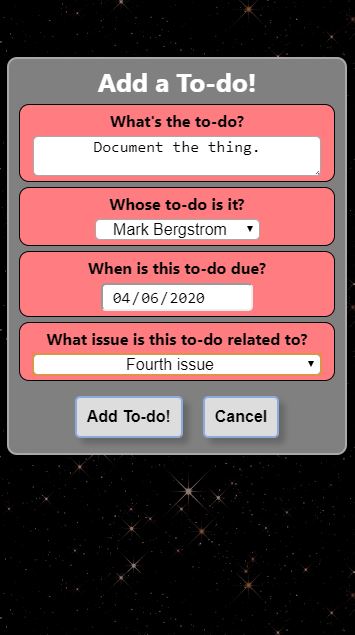 Add a To-do!
What's the to-do?
Document the thing.
Whose to-do is it?
Mark Bergstrom
When is this to-do due?
04/06/2020
What issue is this to-do related to?
Fourth issue
Add To-do! Cancel